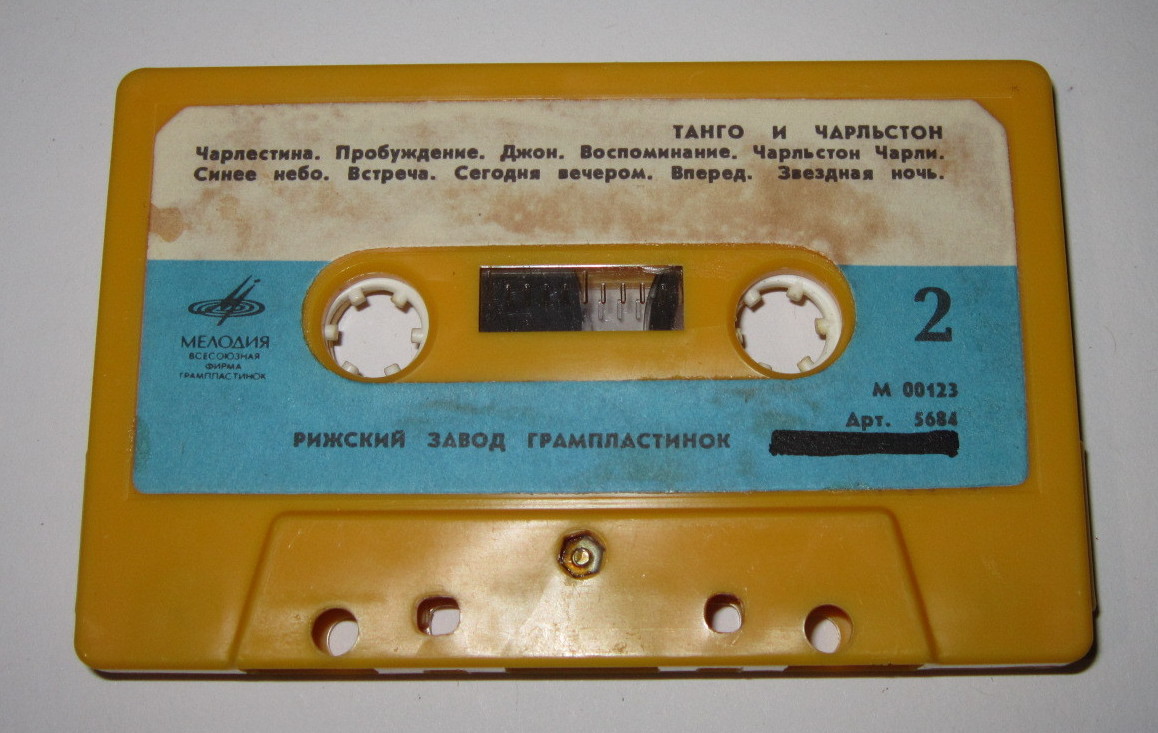 ТАНГО И ЧАРЛЬСТОН
Чарлестина. Пробуждение. Джон. Воспоминание. Чарльстон Чарли.
Синее небо. Встреча. Сегодня вечером. Вперед. Звездная ночь.
МЕЛОДИЯ
ВСЕСОЮЗНАЯ
ФИРМА
ГРАМПЛАСТИНОК
2
М 00123
Арт. 5684
РИЖСКИЙ ЗАВОД ГРАМПЛАСТИНОК